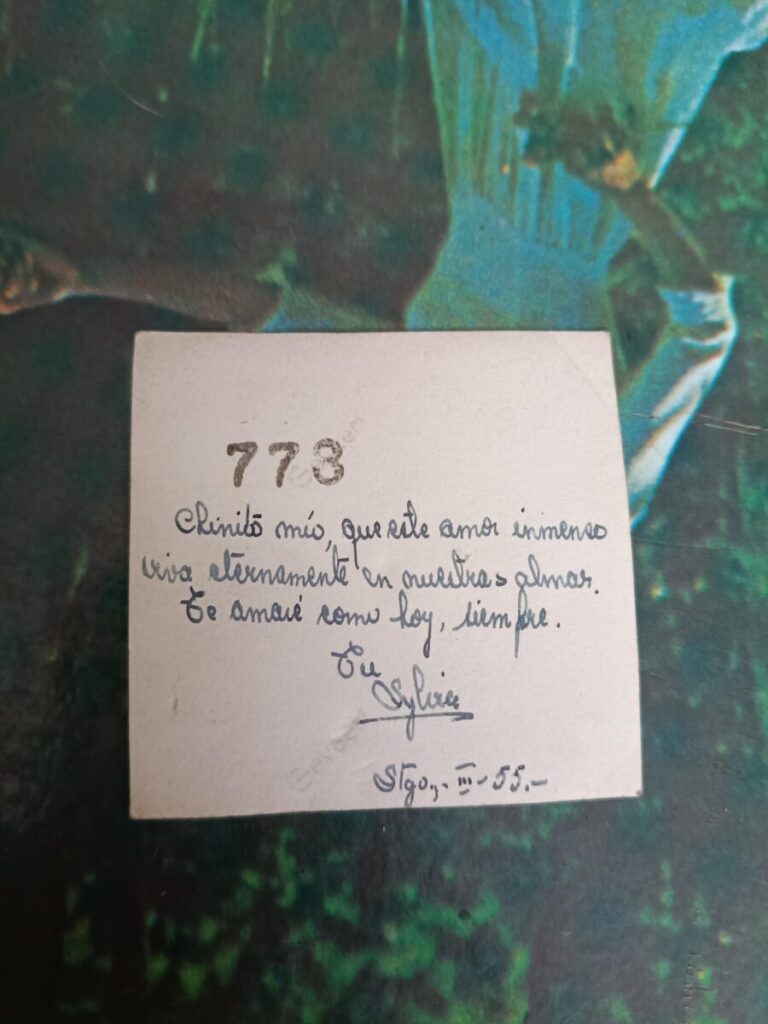 778
Chinito mío, que este amor inmenso
viva eternamente en nuestras almas.
Te amaré como hoy, siempre.
Tu
Sylvia
Stgo., III-55.-
Gevaert